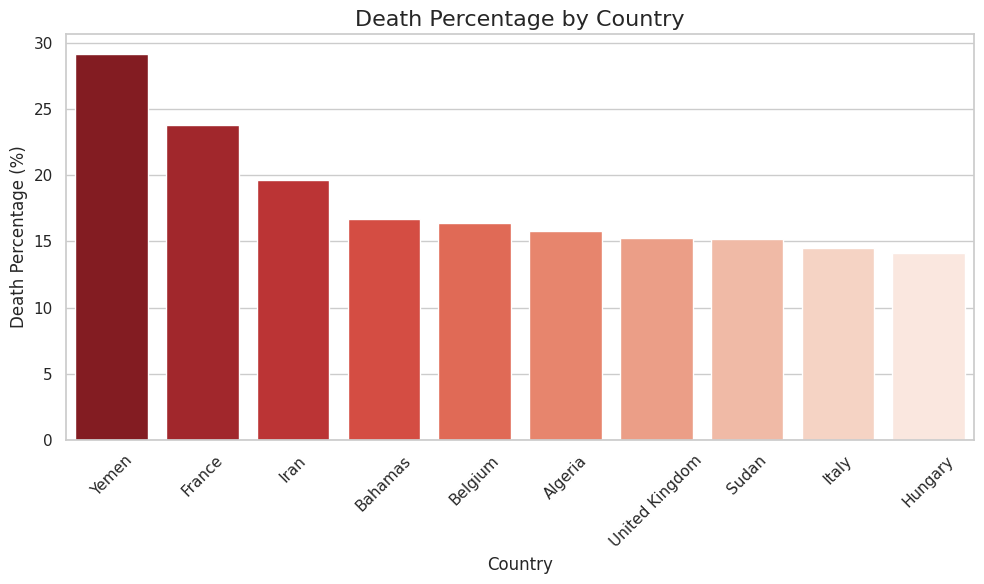 Death Percentage by Country
Death Percentage (%)
30
25
20
15
10
5
0
Yemen
France
Iran
Bahamas
Belgium
Algeria
United Kingdom
Sudan
Italy
Hungary
Country